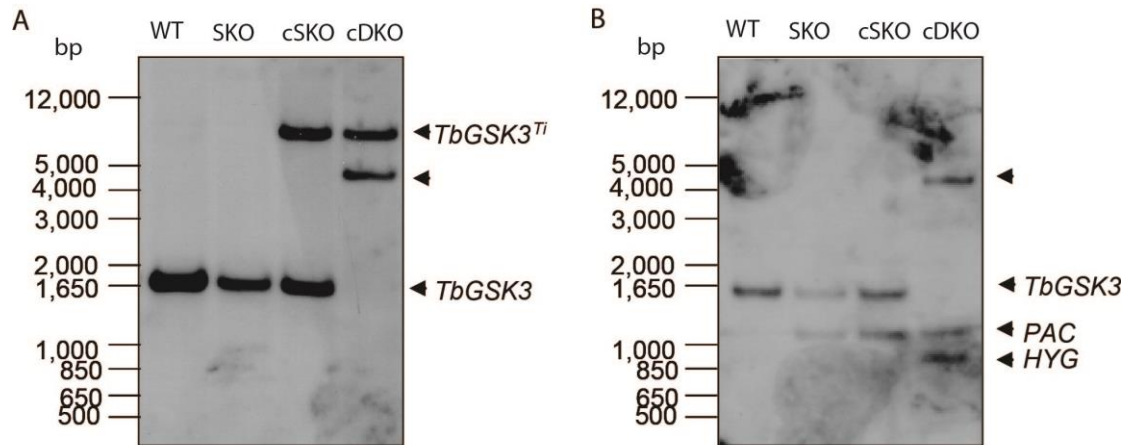 A
bp
WT SKO cSKO cDKO
12,000
5,000
4,000
3,000
2,000
1,650
1,000
850
650
500
TbGSK3Ti
TbGSK3
B
bp
WT SKO cSKO cDKO
12,000
5,000
4,000
3,000
2,000
1,650
1,000
850
650
500
TbGSK3
PAC
HYG